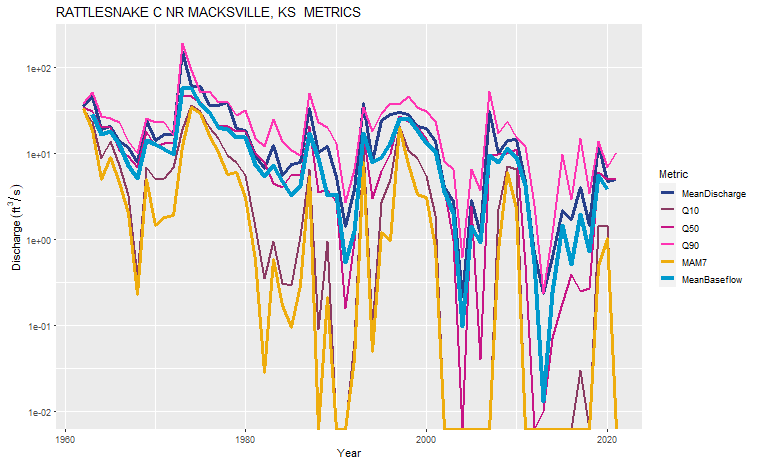 RATTLESNAKE C NR MACKSVILLE, KS  METRICS
Discharge (ft³/s)
1e+02
1e+01
1e+00
1e-01
1e-02
1960
1980
2000
2020
Year
Metric
MeanDischarge
Q10
Q50
Q90
MAM7
MeanBaseflow